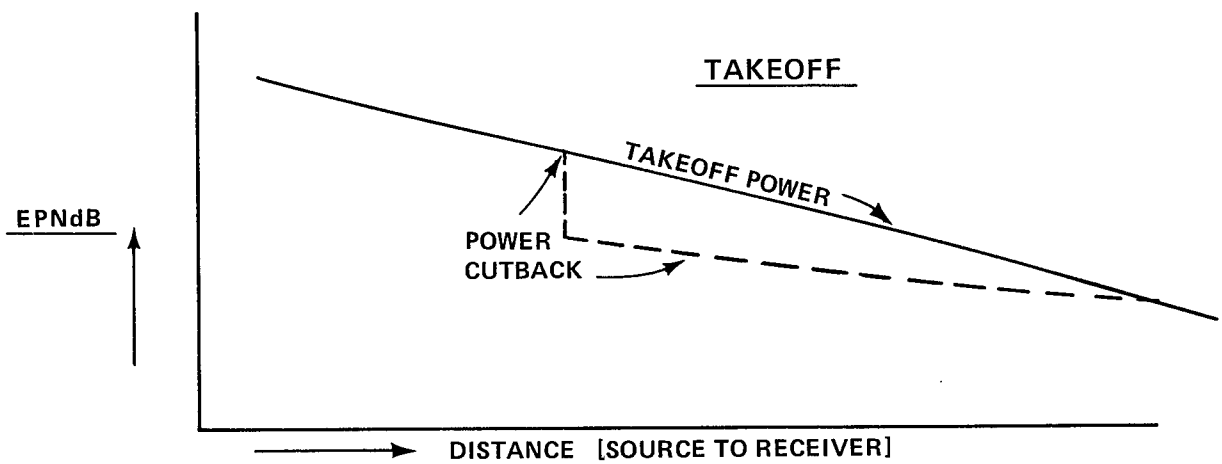 TAKEOFF
TAKEOFF POWER
EPNdB
POWER
CUTBACK
DISTANCE [SOURCE TO RECEIVER]